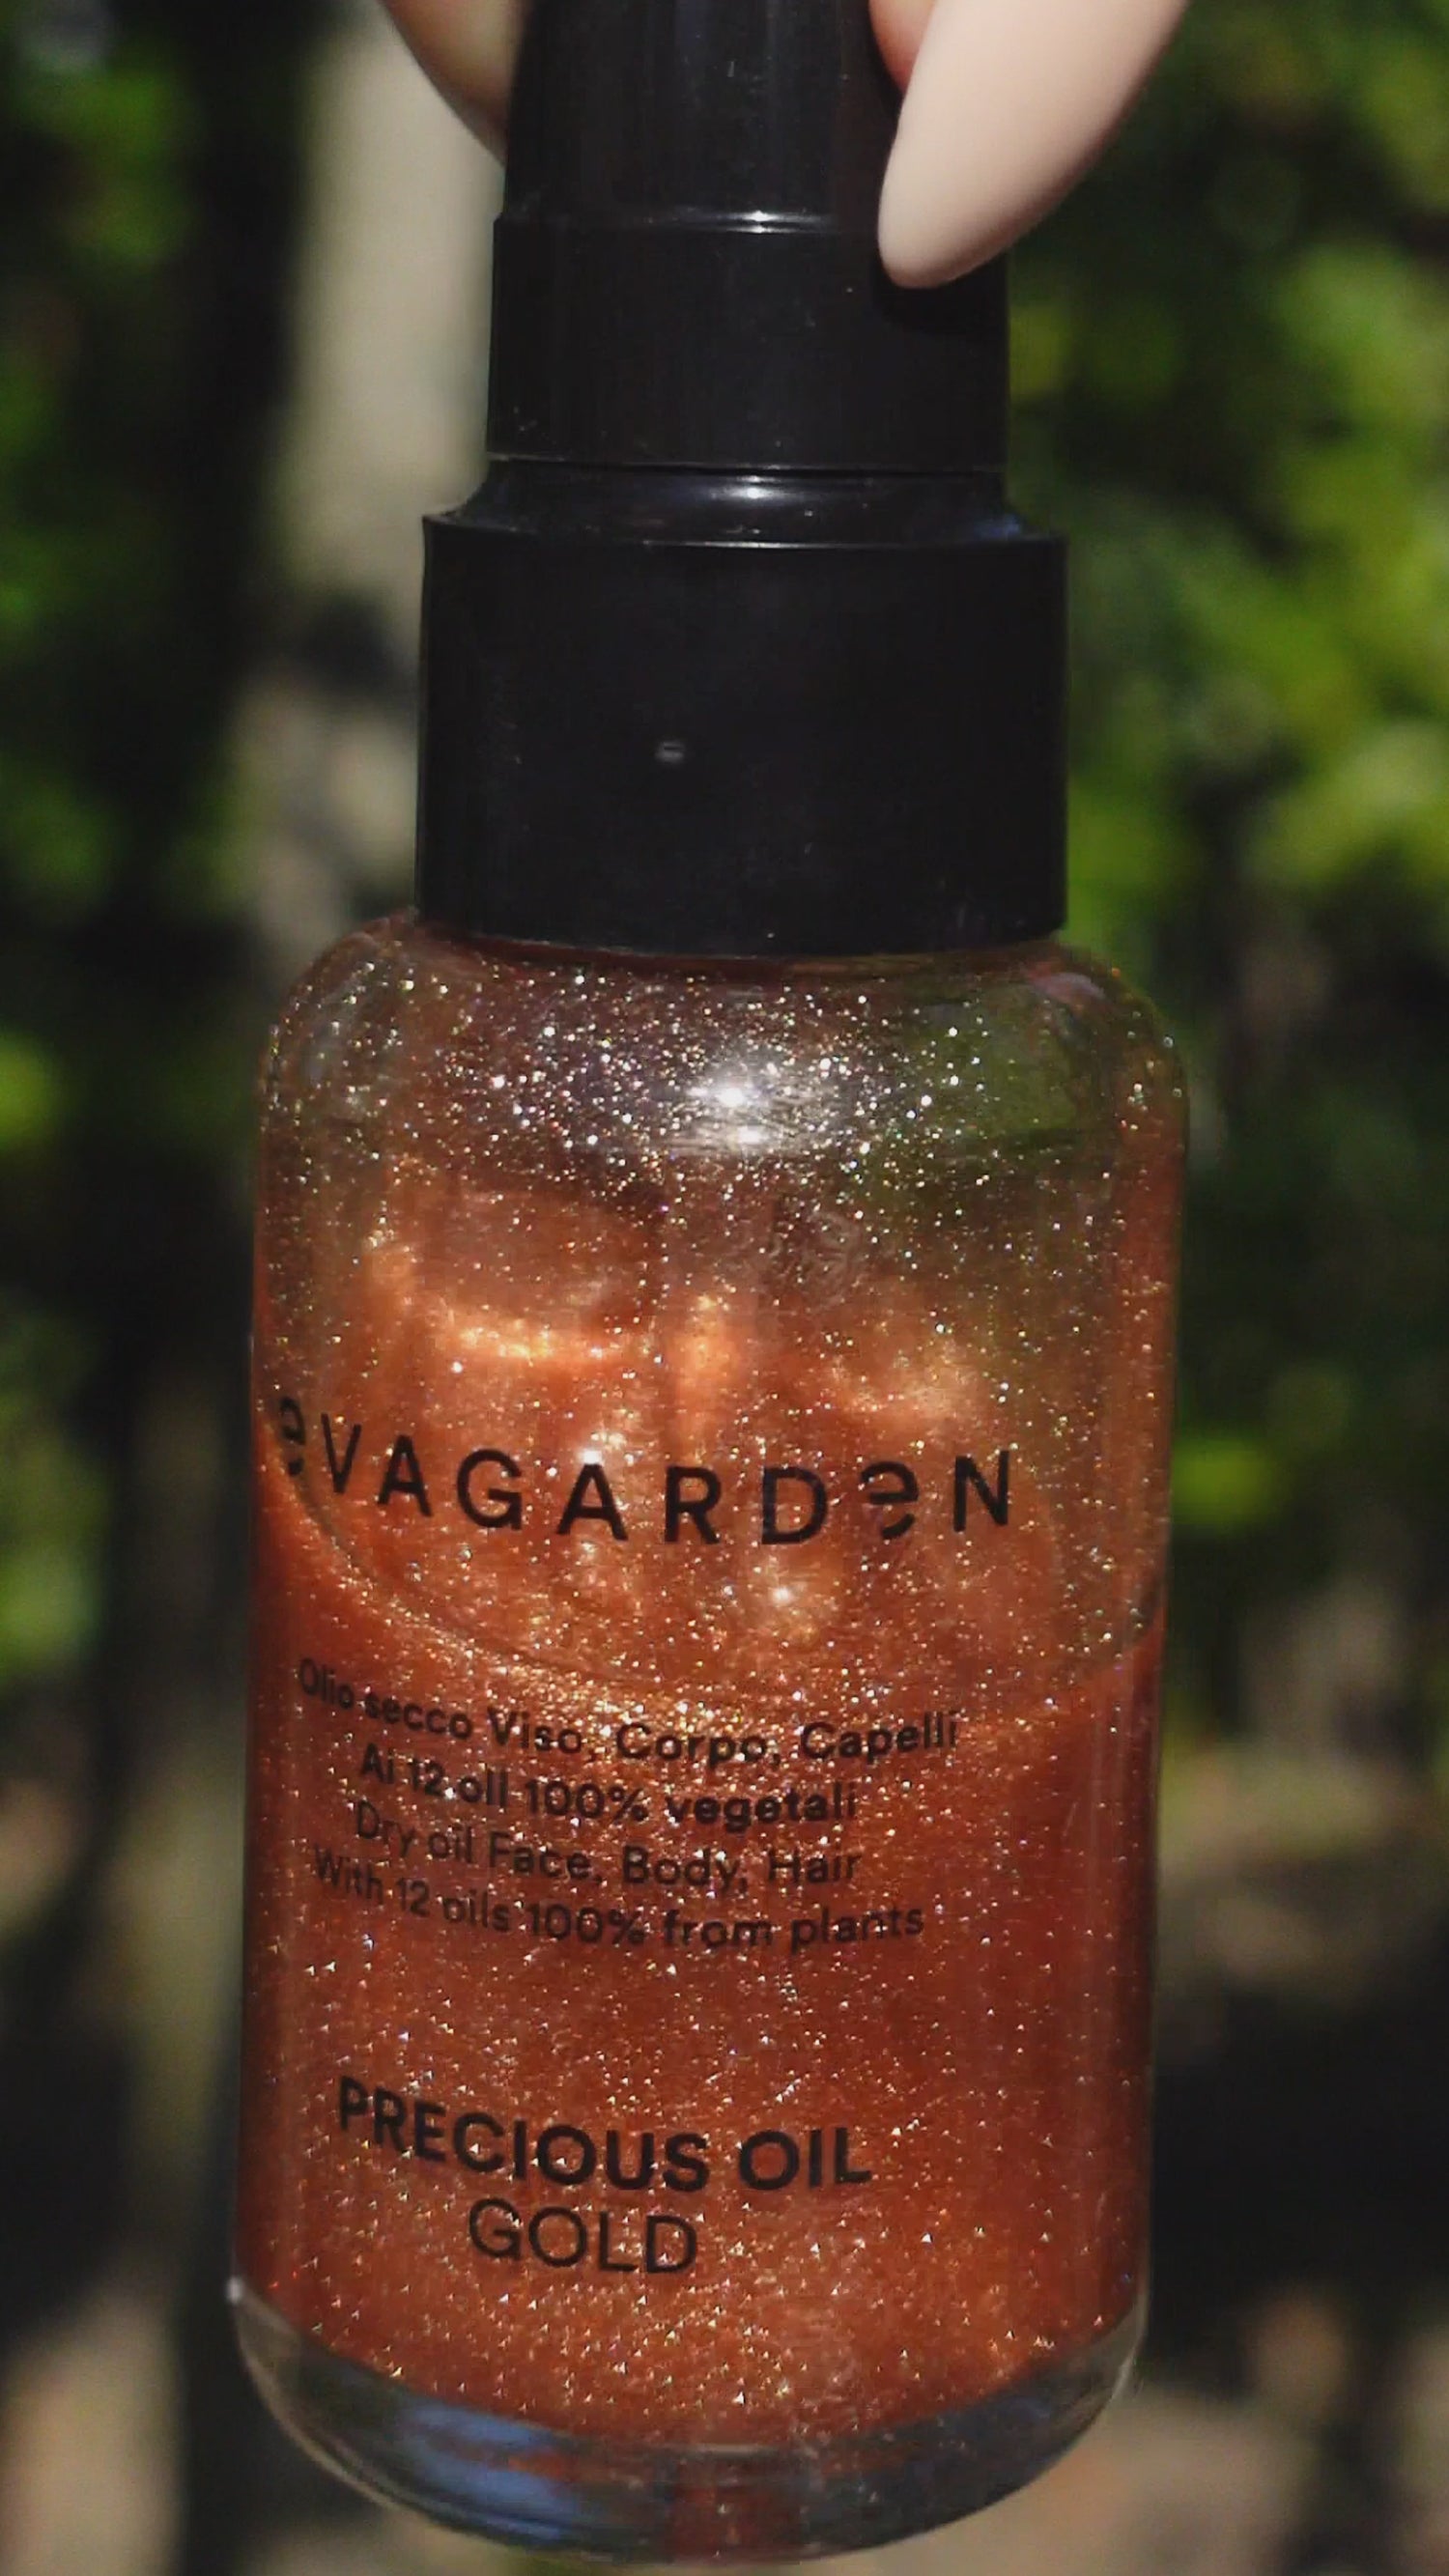 eVAGARDeN
Olio secco Viso, Corpo, Capelli
Ai 12 oli 100% vegetali
Dry oil Face, Body, Hair
With 12 oils 100% from plants
PRECIOUS OIL
GOLD